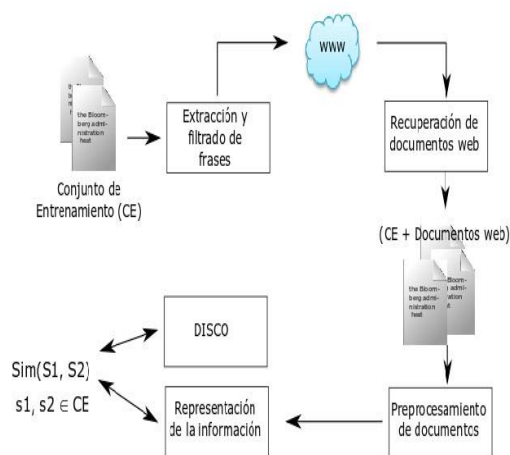 the Bloom-
berg admi-
nistration
heat
Conjunto de
Entrenamiento (CE)
Extracción y
filtrado de
frases
www
Recuperación de
documentos web
(CE + Documentos web)
the Bloom-
berg admi-
nistration
heat
Preprocesamiento
de documentos
Representación
de la información
DISCO
Sim(S1, S2)
s1, s2 ∈ CE